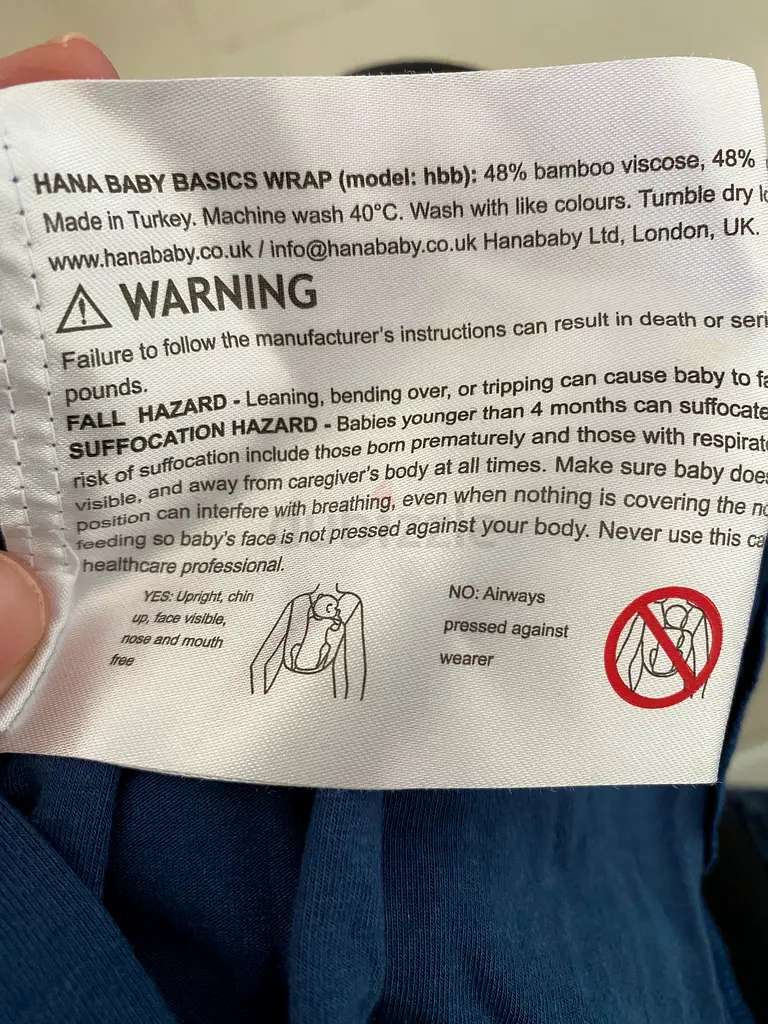 HANA BABY BASICS WRAP (model: hbb): 48% bamboo viscose, 48%
Made in Turkey. Machine wash 40°C. Wash with like colours. Tumble dry
www.hanababy.co.uk / info@hanababy.co.uk Hanababy Ltd, London, UK.
WARNING
Failure to follow the manufacturer's instructions can result in death or seri
pounds.
FALL HAZARD - Leaning, bending over, or tripping can cause baby to fa
SUFFOCATION HAZARD - Babies younger than 4 months can suffocate
risk of suffocation include those born prematurely and those with respirat
visible, and away from caregiver's body at all times. Make sure baby does
position can interfere with breathing, even when nothing is covering the no
feeding so baby's face is not pressed against your body. Never use this ca
healthcare professional.
YES: Upright, chin
up, face visible,
nose and mouth
free
NO: Airways
pressed against
wearer